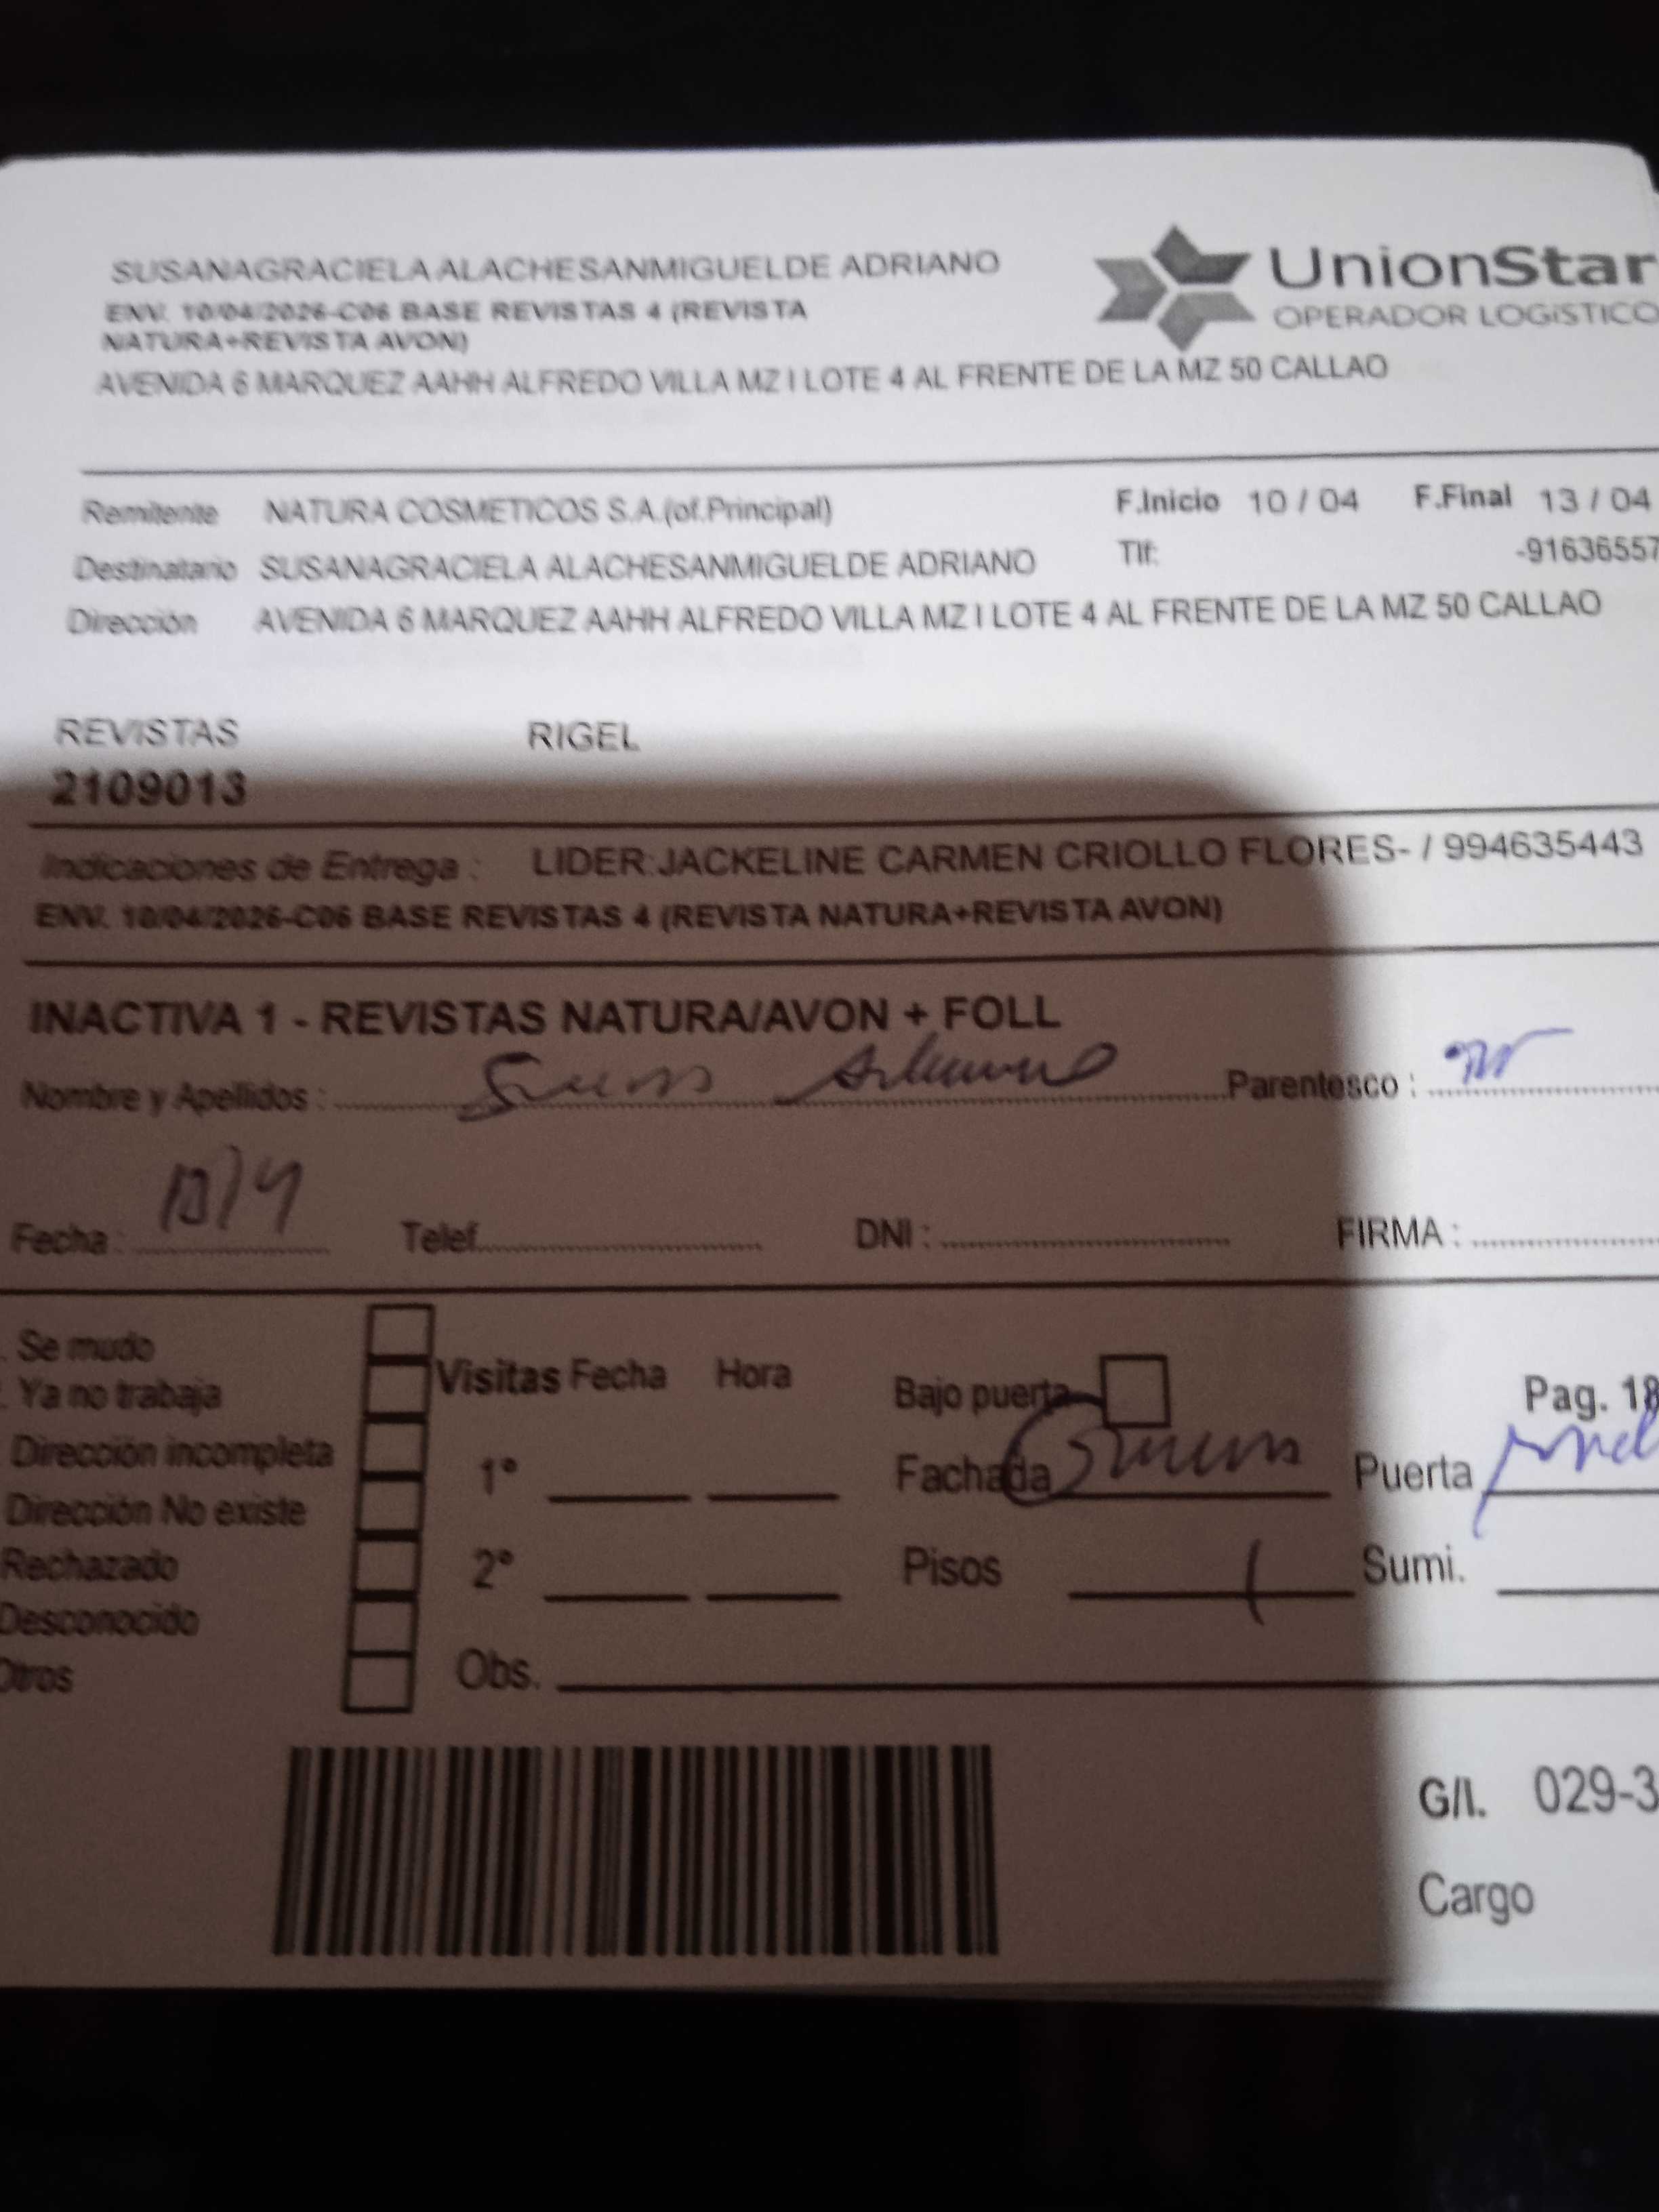 SUSANAGRACIELA ALACHESANMIGUELDE ADRIANO
UnionStar
OPERADOR LOGíSTICO
ENV. 10/04/2026-C06 BASE REVISTAS 4 (REVISTA
NATURA+REVISTA AVON)
AVENIDA 6 MARQUEZ AAHH ALFREDO VILLA MZ I LOTE 4 AL FRENTE DE LA MZ 50 CALLAO
Remitente NATURA COSMETICOS S.A.(of.Principal) F.Inicio 10 / 04 F.Final 13 / 04
Destinatario SUSANAGRACIELA ALACHESANMIGUELDE ADRIANO Tlf: -91636557
Dirección AVENIDA 6 MARQUEZ AAHH ALFREDO VILLA MZ I LOTE 4 AL FRENTE DE LA MZ 50 CALLAO
REVISTAS RIGEL
2109013
Indicaciones de Entrega : LIDER:JACKELINE CARMEN CRIOLLO FLORES- / 994635443
ENV. 10/04/2026-C06 BASE REVISTAS 4 (REVISTA NATURA+REVISTA AVON)
INACTIVA 1 - REVISTAS NATURA/AVON + FOLL
Nombre y Apellidos : Parentesco :
Fecha : Telef. DNI : FIRMA :
Se mudo
Ya no trabaja
Dirección incompleta
Dirección No existe
Rechazado
Desconocido
Otros
Visitas Fecha Hora
1°
2°
Obs.
Bajo puerta Pag. 18
Fachada Puerta
Pisos 1 Sumi.
G/I. 029-3
Cargo